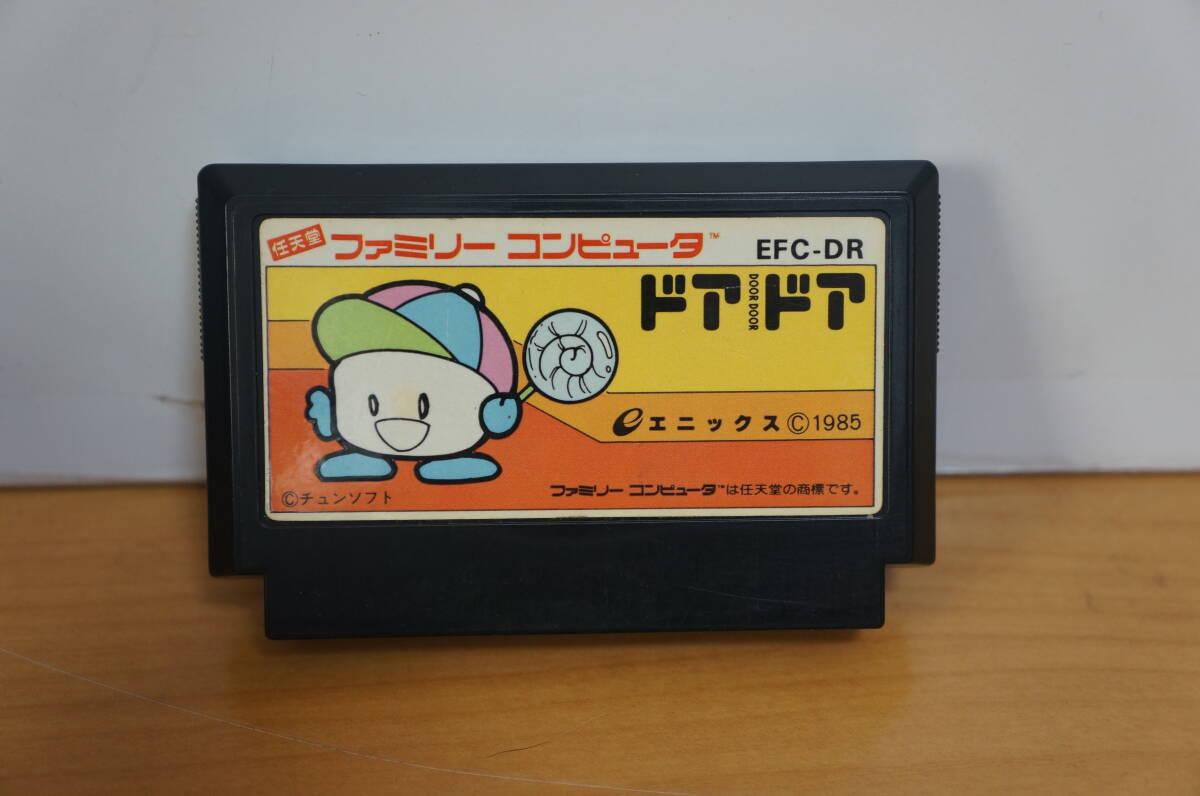 任天堂 ファミリー コンピュータ™ EFC-DR
ドアドア
DOOR DOOR
e エニックス Ⓒ1985
Ⓒチュンソフト
ファミリー コンピュータ™は任天堂の商標です。